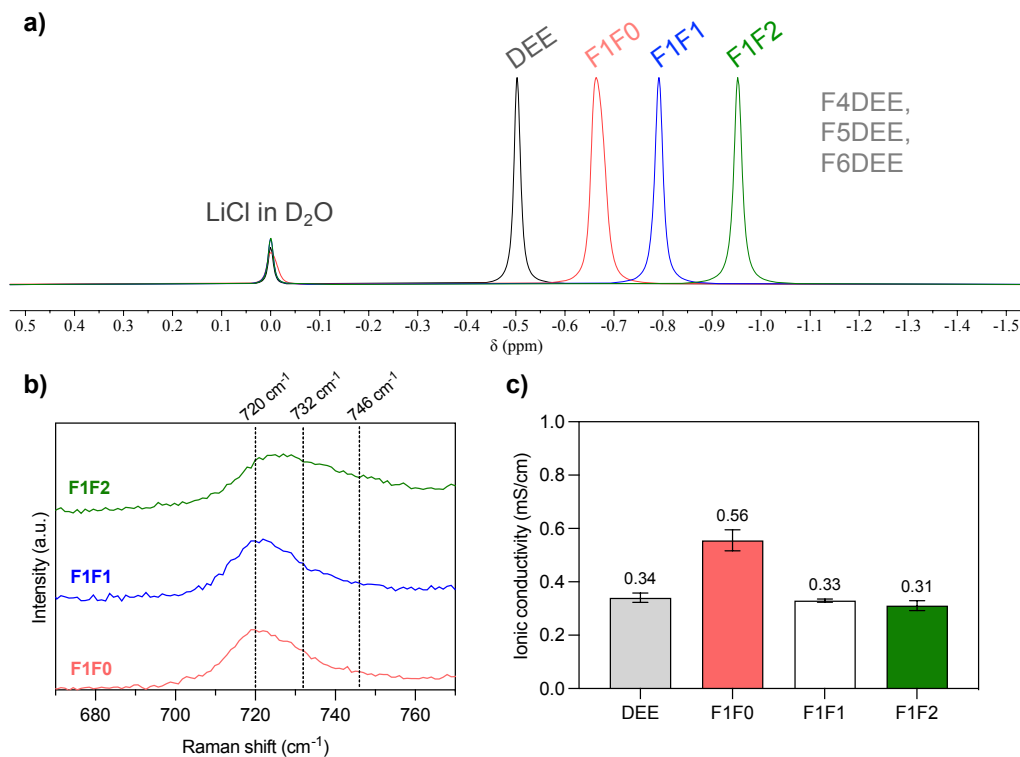 a)
DEE
F1F0
F1F1
F1F2
F4DEE,
F5DEE,
F6DEE
LiCl in D₂O
0.5 0.4 0.3 0.2 0.1 0.0 -0.1 -0.2 -0.3 -0.4 -0.5 -0.6 -0.7 -0.8 -0.9 -1.0 -1.1 -1.2 -1.3 -1.4 -1.5
δ (ppm)
b)
720 cm⁻¹
732 cm⁻¹
746 cm⁻¹
F1F2
F1F1
F1F0
Intensity (a.u.)
680 700 720 740 760
Raman shift (cm⁻¹)
c)
Ionic conductivity (mS/cm)
1.0
0.8
0.6
0.4
0.2
0.0
0.34
0.56
0.33
0.31
DEE F1F0 F1F1 F1F2